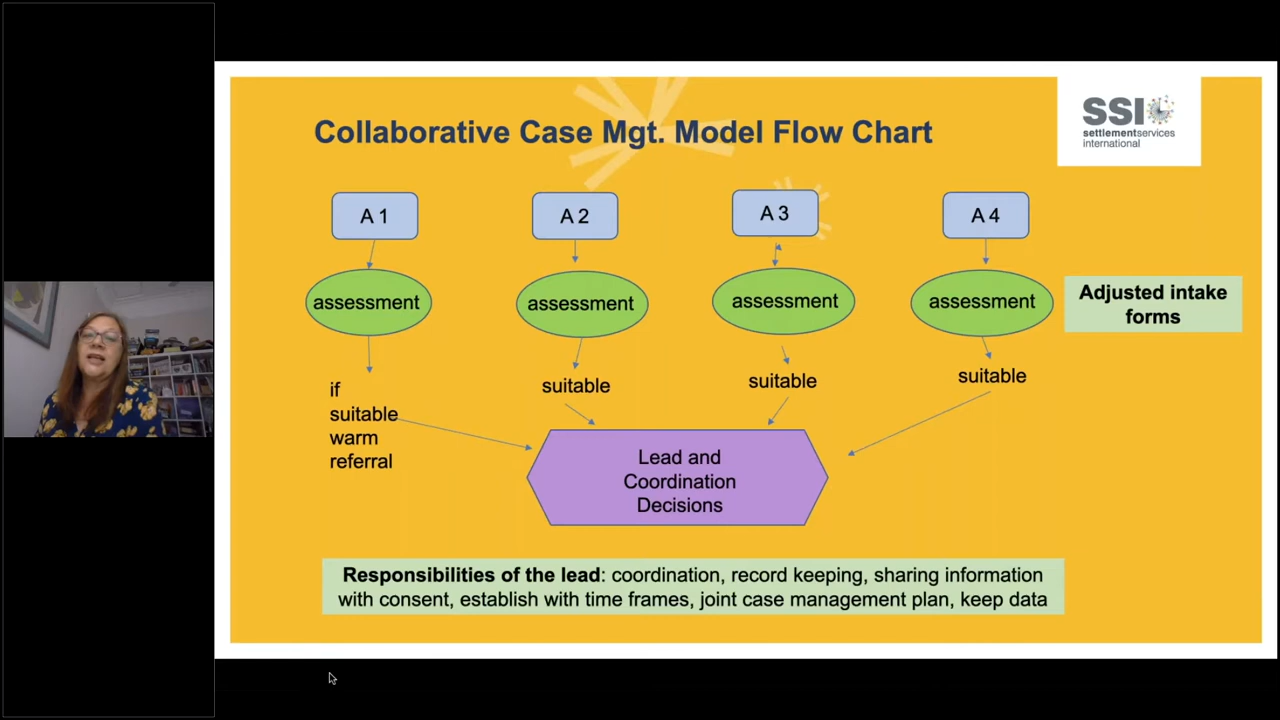 Collaborative Case Mgt. Model Flow Chart
SSI
settlementservices
international
A 1
A 2
A 3
A 4
assessment
assessment
assessment
assessment
Adjusted intake
forms
if
suitable
warm
referral
suitable
suitable
suitable
Lead and
Coordination
Decisions
Responsibilities of the lead: coordination, record keeping, sharing information
with consent, establish with time frames, joint case management plan, keep data